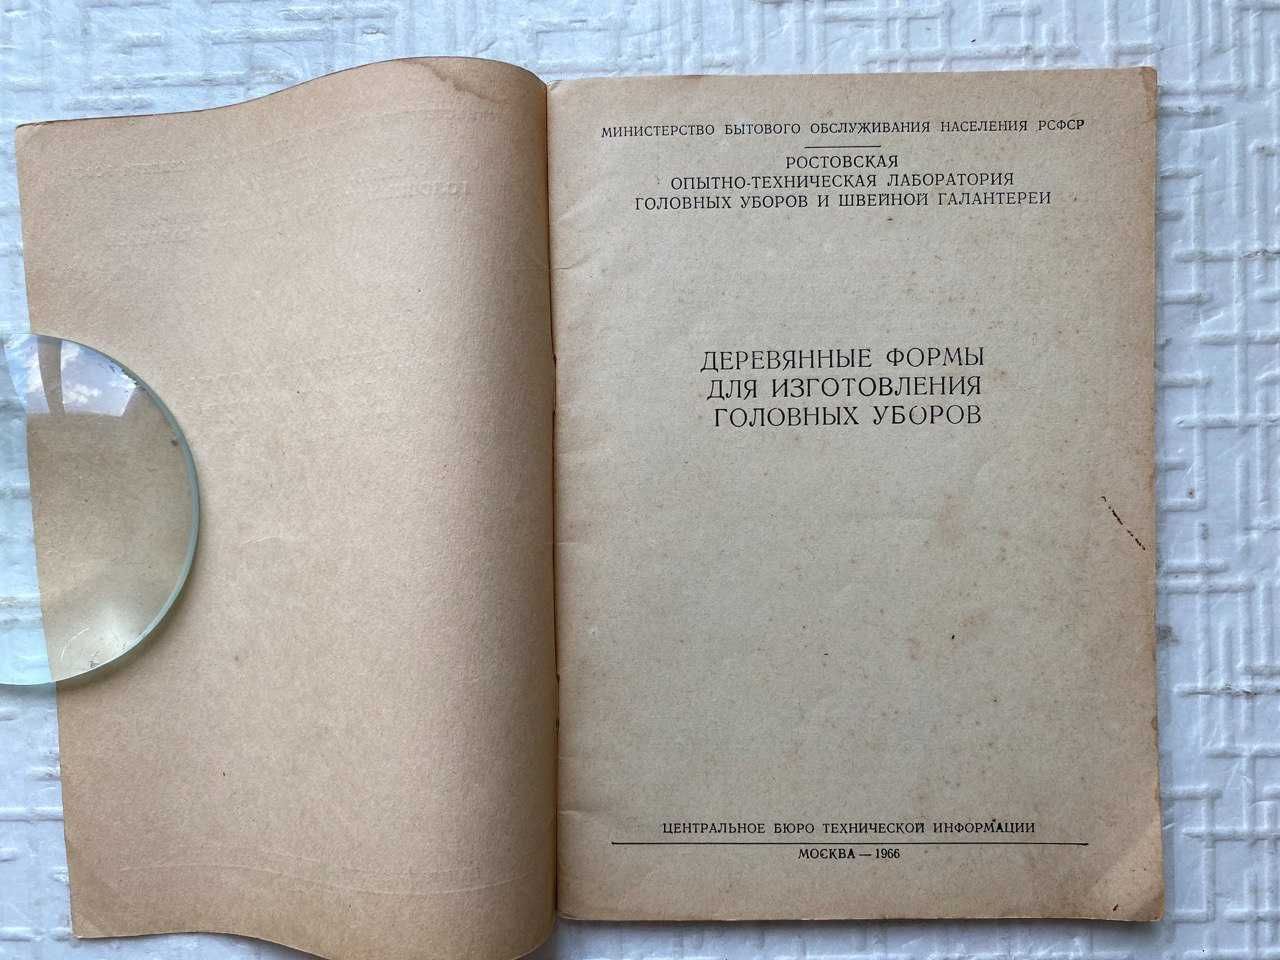 МИНИСТЕРСТВО БЫТОВОГО ОБСЛУЖИВАНИЯ НАСЕЛЕНИЯ РСФСР
РОСТОВСКАЯ
ОПЫТНО-ТЕХНИЧЕСКАЯ ЛАБОРАТОРИЯ
ГОЛОВНЫХ УБОРОВ И ШВЕЙНОЙ ГАЛАНТЕРЕИ
ДЕРЕВЯННЫЕ ФОРМЫ
ДЛЯ ИЗГОТОВЛЕНИЯ
ГОЛОВНЫХ УБОРОВ
ЦЕНТРАЛЬНОЕ БЮРО ТЕХНИЧЕСКОЙ ИНФОРМАЦИИ
МОСКВА — 1966